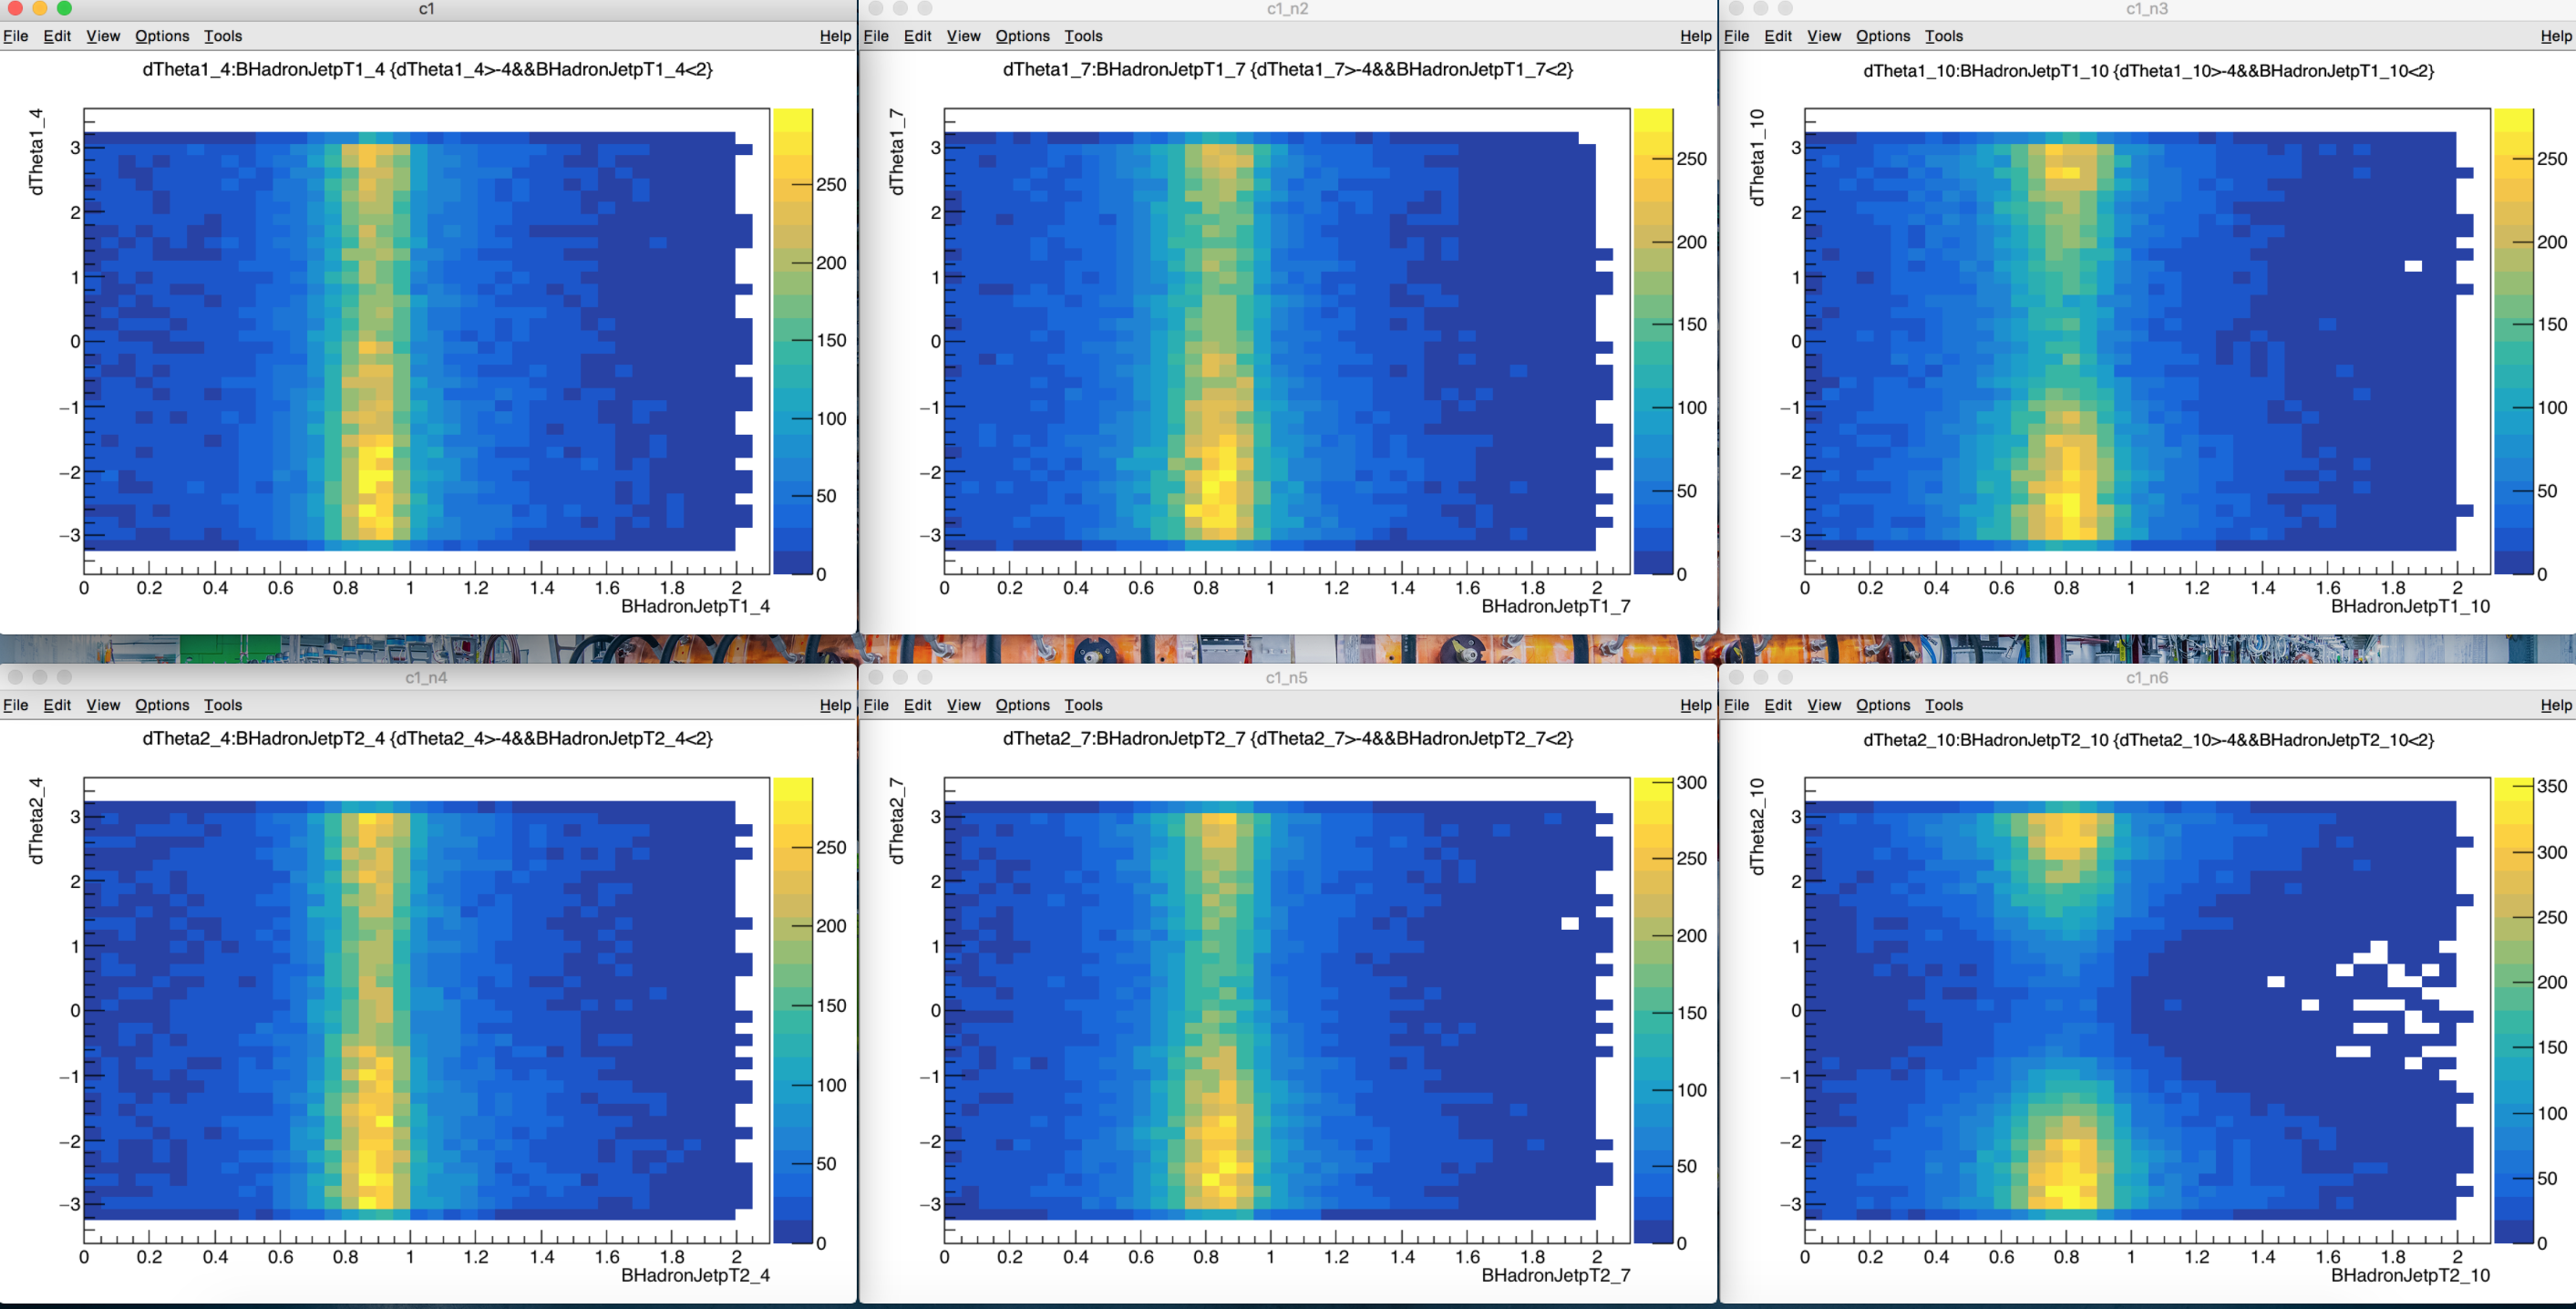 c1
File Edit View Options Tools Help
dTheta1_4:BHadronJetpT1_4 {dTheta1_4>-4&&BHadronJetpT1_4<2}
dTheta1_4
3
2
1
0
−1
−2
−3
0 0.2 0.4 0.6 0.8 1 1.2 1.4 1.6 1.8 2
BHadronJetpT1_4
250
200
150
100
50
0
c1_n2
File Edit View Options Tools Help
dTheta1_7:BHadronJetpT1_7 {dTheta1_7>-4&&BHadronJetpT1_7<2}
dTheta1_7
3
2
1
0
−1
−2
−3
0 0.2 0.4 0.6 0.8 1 1.2 1.4 1.6 1.8 2
BHadronJetpT1_7
250
200
150
100
50
0
c1_n3
File Edit View Options Tools Help
dTheta1_10:BHadronJetpT1_10 {dTheta1_10>-4&&BHadronJetpT1_10<2}
dTheta1_10
3
2
1
0
−1
−2
−3
0 0.2 0.4 0.6 0.8 1 1.2 1.4 1.6 1.8 2
BHadronJetpT1_10
250
200
150
100
50
0
c1_n4
File Edit View Options Tools Help
dTheta2_4:BHadronJetpT2_4 {dTheta2_4>-4&&BHadronJetpT2_4<2}
dTheta2_4
3
2
1
0
−1
−2
−3
0 0.2 0.4 0.6 0.8 1 1.2 1.4 1.6 1.8 2
BHadronJetpT2_4
250
200
150
100
50
0
c1_n5
File Edit View Options Tools Help
dTheta2_7:BHadronJetpT2_7 {dTheta2_7>-4&&BHadronJetpT2_7<2}
dTheta2_7
3
2
1
0
−1
−2
−3
0 0.2 0.4 0.6 0.8 1 1.2 1.4 1.6 1.8 2
BHadronJetpT2_7
300
250
200
150
100
50
0
c1_n6
File Edit View Options Tools Help
dTheta2_10:BHadronJetpT2_10 {dTheta2_10>-4&&BHadronJetpT2_10<2}
dTheta2_10
3
2
1
0
−1
−2
−3
0 0.2 0.4 0.6 0.8 1 1.2 1.4 1.6 1.8 2
BHadronJetpT2_10
350
300
250
200
150
100
50
0